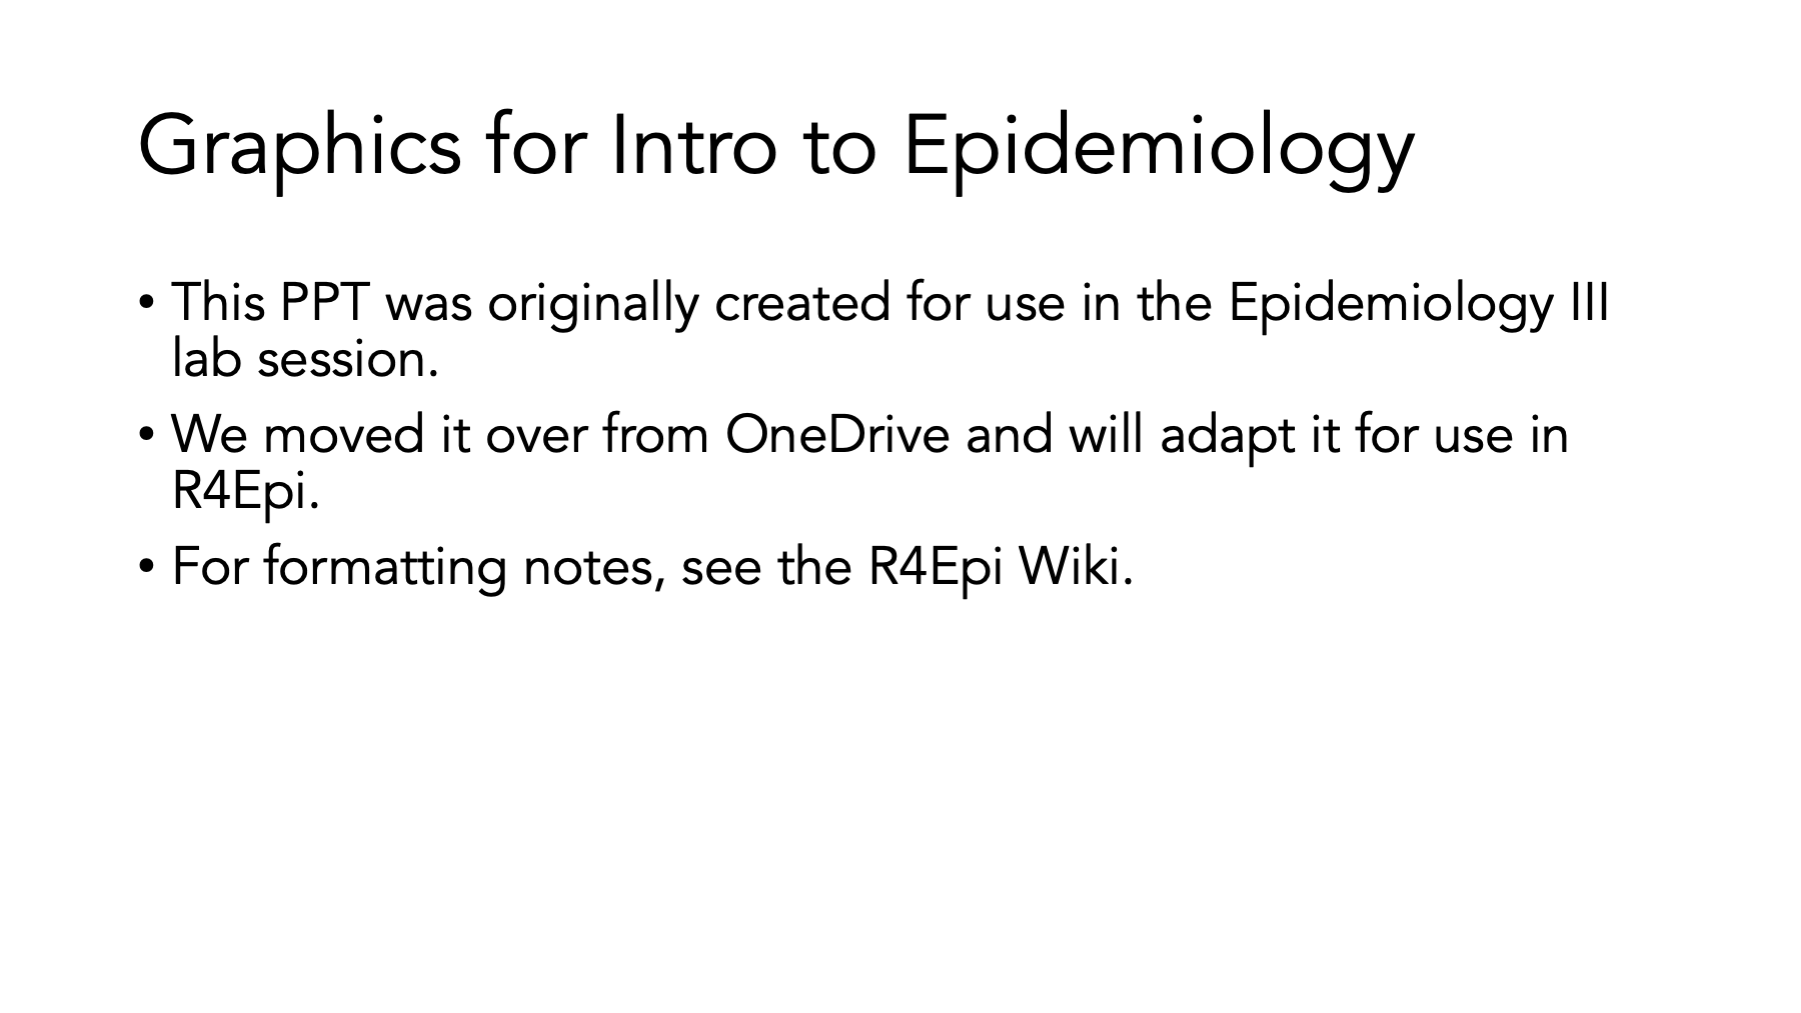 Graphics for Intro to Epidemiology
• This PPT was originally created for use in the Epidemiology III
lab session.
• We moved it over from OneDrive and will adapt it for use in
R4Epi.
• For formatting notes, see the R4Epi Wiki.